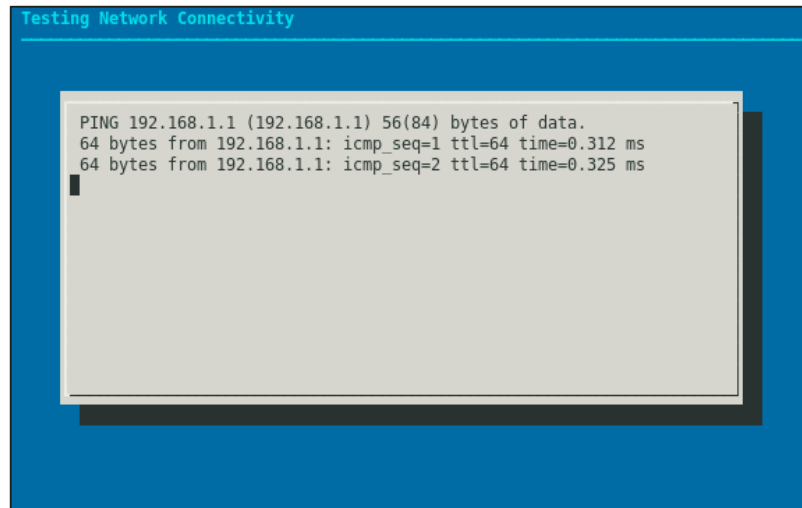 Testing Network Connectivity
PING 192.168.1.1 (192.168.1.1) 56(84) bytes of data.
64 bytes from 192.168.1.1: icmp_seq=1 ttl=64 time=0.312 ms
64 bytes from 192.168.1.1: icmp_seq=2 ttl=64 time=0.325 ms